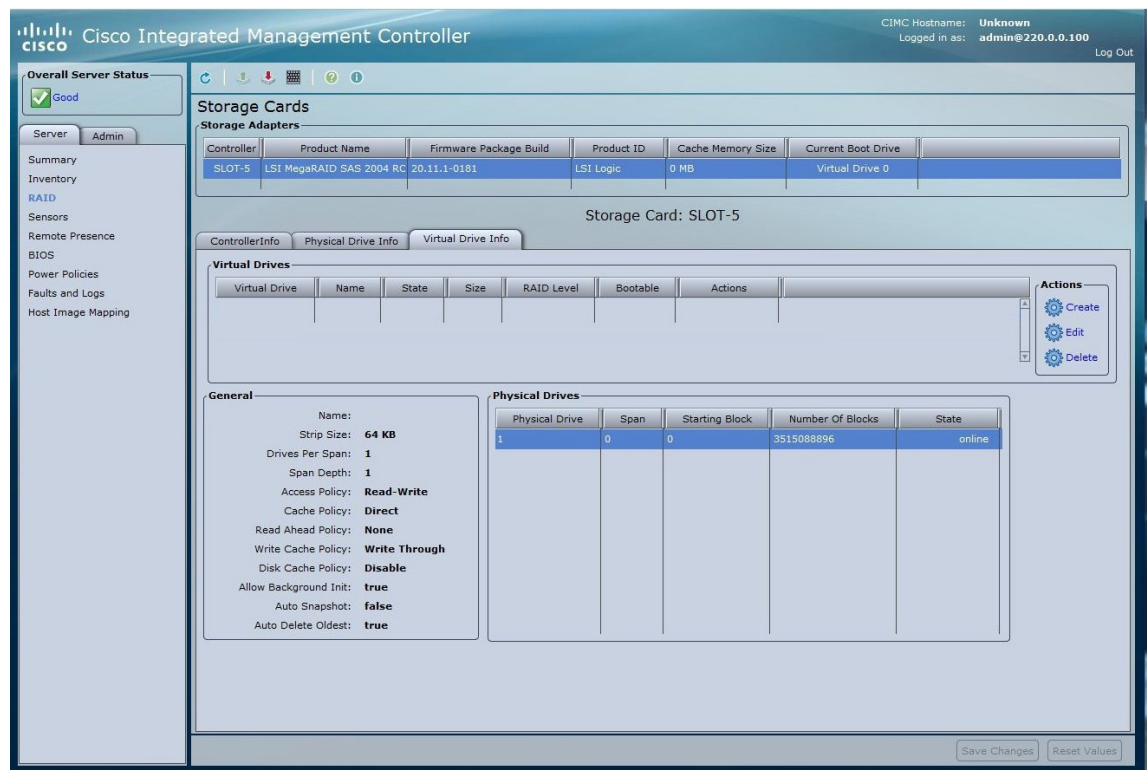 CISCO Cisco Integrated Management Controller
CIMC Hostname: Unknown
Logged in as: admin@220.0.0.100
Log Out
Overall Server Status
Good
Server Admin
Summary
Inventory
RAID
Sensors
Remote Presence
BIOS
Power Policies
Faults and Logs
Host Image Mapping
Storage Cards
Storage Adapters
Controller Product Name Firmware Package Build Product ID Cache Memory Size Current Boot Drive
SLOT-5 LSI MegaRAID SAS 2004 RC 20.11.1-0181 LSI Logic 0 MB Virtual Drive 0
Storage Card: SLOT-5
ControllerInfo Physical Drive Info Virtual Drive Info
Virtual Drives
Virtual Drive Name State Size RAID Level Bootable Actions
Actions
Create
Edit
Delete
General
Name:
Strip Size: 64 KB
Drives Per Span: 1
Span Depth: 1
Access Policy: Read-Write
Cache Policy: Direct
Read Ahead Policy: None
Write Cache Policy: Write Through
Disk Cache Policy: Disable
Allow Background Init: true
Auto Snapshot: false
Auto Delete Oldest: true
Physical Drives
Physical Drive Span Starting Block Number Of Blocks State
1 0 0 3515088896 online
Save Changes Reset Values